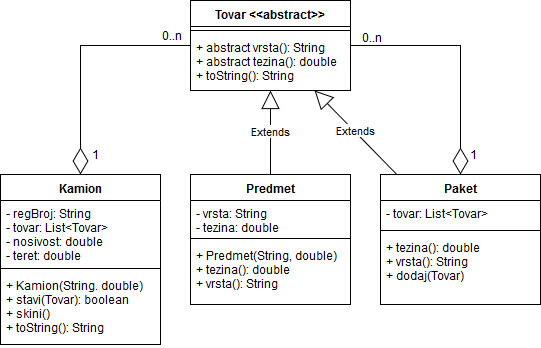 Tovar <<abstract>>
+ abstract vrsta(): String
+ abstract tezina(): double
+ toString(): String
0..n
0..n
Extends
Extends
1
1
Kamion
- regBroj: String
- tovar: List<Tovar>
- nosivost: double
- teret: double
+ Kamion(String. double)
+ stavi(Tovar): boolean
+ skini()
+ toString(): String
Predmet
- vrsta: String
- tezina: double
+ Predmet(String, double)
+ tezina(): double
+ vrsta(): String
Paket
- tovar: List<Tovar>
+ tezina(): double
+ vrsta(): String
+ dodaj(Tovar)